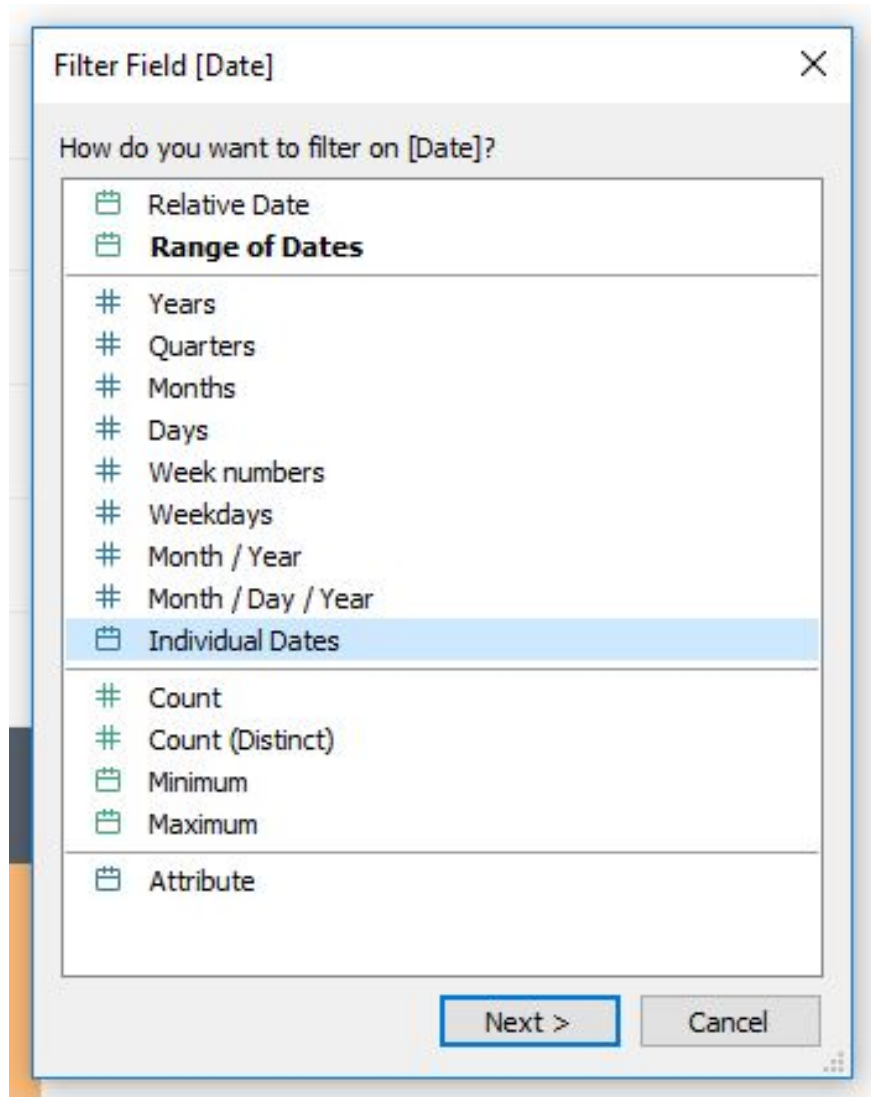 Filter Field [Date]
How do you want to filter on [Date]?
Relative Date
Range of Dates
Years
Quarters
Months
Days
Week numbers
Weekdays
Month / Year
Month / Day / Year
Individual Dates
Count
Count (Distinct)
Minimum
Maximum
Attribute
Next >
Cancel